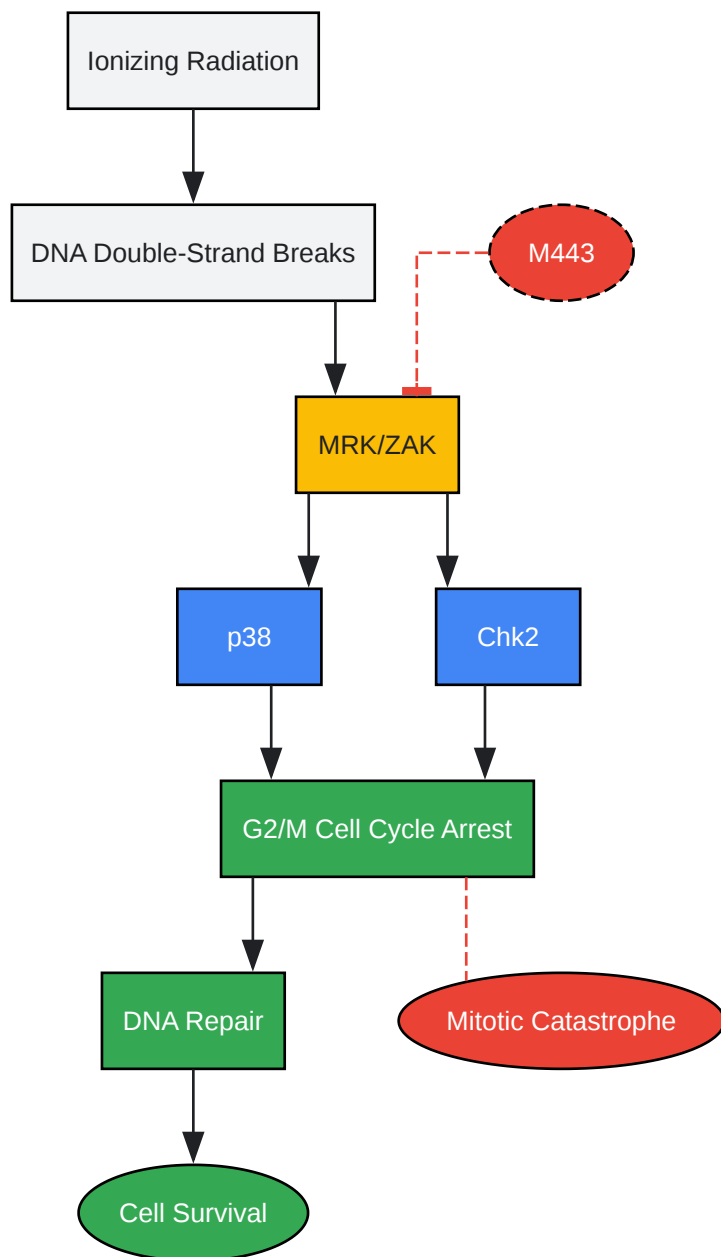 Ionizing Radiation
DNA Double-Strand Breaks
M443
MRK/ZAK
p38
Chk2
G2/M Cell Cycle Arrest
DNA Repair
Mitotic Catastrophe
Cell Survival